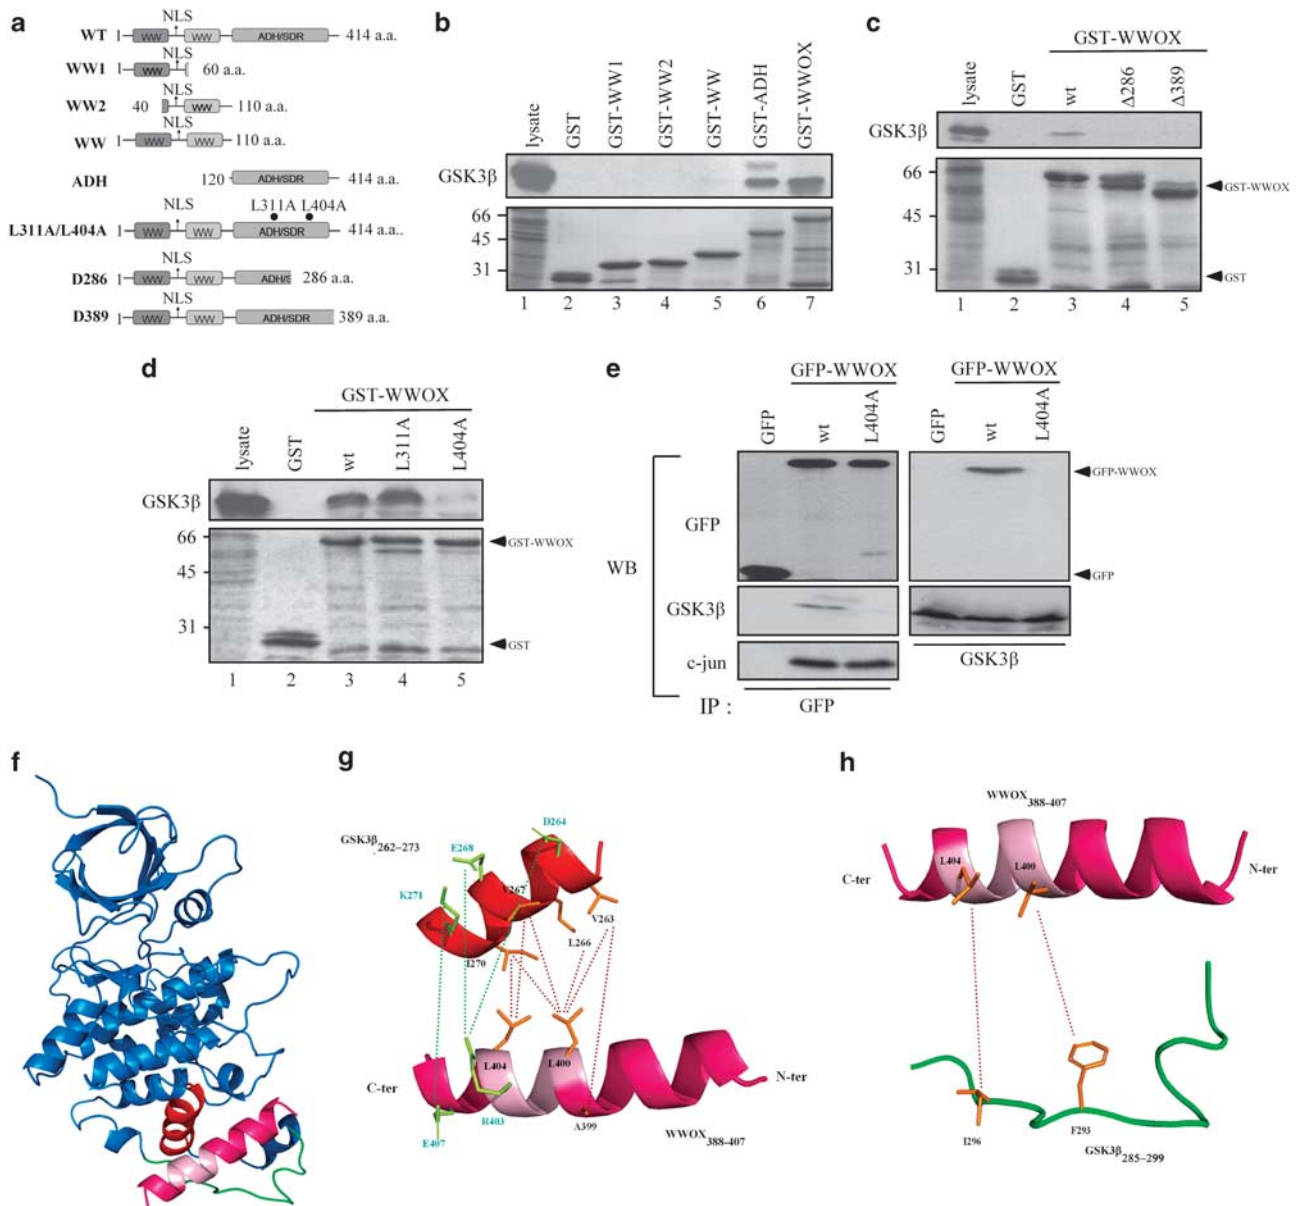 a
WT 1 WW NLS WW ADH/SDR 414 a.a.
WW1 1 WW NLS 60 a.a.
WW2 40 NLS WW 110 a.a.
WW 1 WW NLS WW 110 a.a.
ADH 120 ADH/SDR 414 a.a.
NLS L311A L404A
L311A/L404A 1 WW WW ADH/SDR 414 a.a..
D286 1 WW NLS WW ADH/S 286 a.a.
D389 1 WW NLS WW ADH/SDR 389 a.a.
b
lysate GST GST-WW1 GST-WW2 GST-WW GST-ADH GST-WWOX
GSK3β
66
45
31
1 2 3 4 5 6 7
c
GST-WWOX
lysate GST wt Δ286 Δ389
GSK3β
66
GST-WWOX
45
31
GST
1 2 3 4 5
d
GST-WWOX
lysate GST wt L311A L404A
GSK3β
66
GST-WWOX
45
31
GST
1 2 3 4 5
e
GFP-WWOX GFP-WWOX
GFP wt L404A GFP wt L404A
GFP-WWOX
GFP
WB
GFP
GSK3β
c-jun
GSK3β
IP : GFP
f
g
GSK3β262–273
D264
E268
K271
V267
V263
L266
I270
L404
L400
C-ter
N-ter
R403
A399
E407
WWOX388-407
h
WWOX388–407
L404
L400
C-ter
N-ter
I296
F293
GSK3β285–299